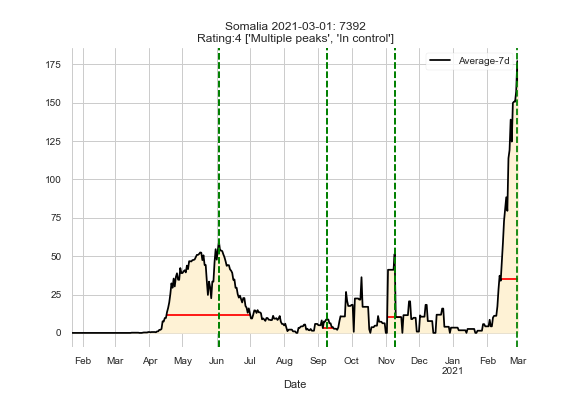 Somalia 2021-03-01: 7392
Rating:4 ['Multiple peaks', 'In control']
Average-7d
175
150
125
100
75
50
25
0
Feb Mar Apr May Jun Jul Aug Sep Oct Nov Dec Jan Feb Mar
2021
Date